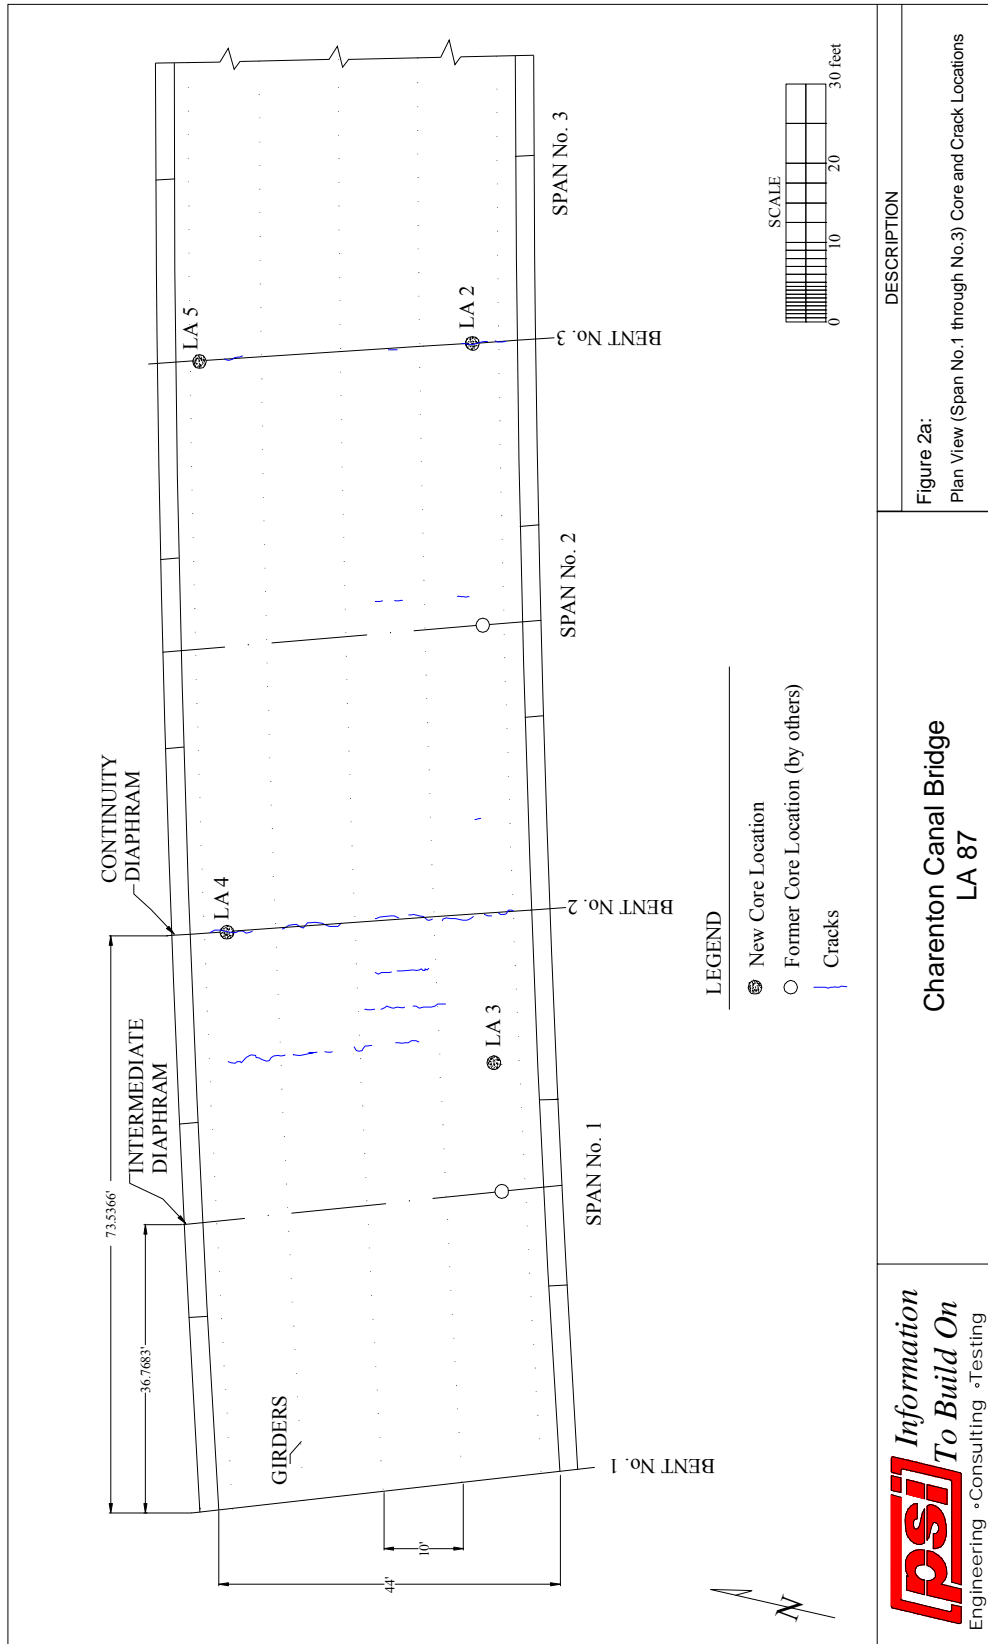 CONTINUITY
DIAPHRAM
INTERMEDIATE
DIAPHRAM
73.5366'
36.7683'
GIRDERS
44'
10'
N
LA 5
LA 2
LA 4
LA 3
BENT No. 1
BENT No. 2
BENT No. 3
SPAN No. 1
SPAN No. 2
SPAN No. 3
SCALE
0 10 20 30 feet
LEGEND
New Core Location
Former Core Location (by others)
Cracks
psi Information
To Build On
Engineering • Consulting • Testing
Charenton Canal Bridge
LA 87
DESCRIPTION
Figure 2a:
Plan View (Span No.1 through No.3) Core and Crack Locations